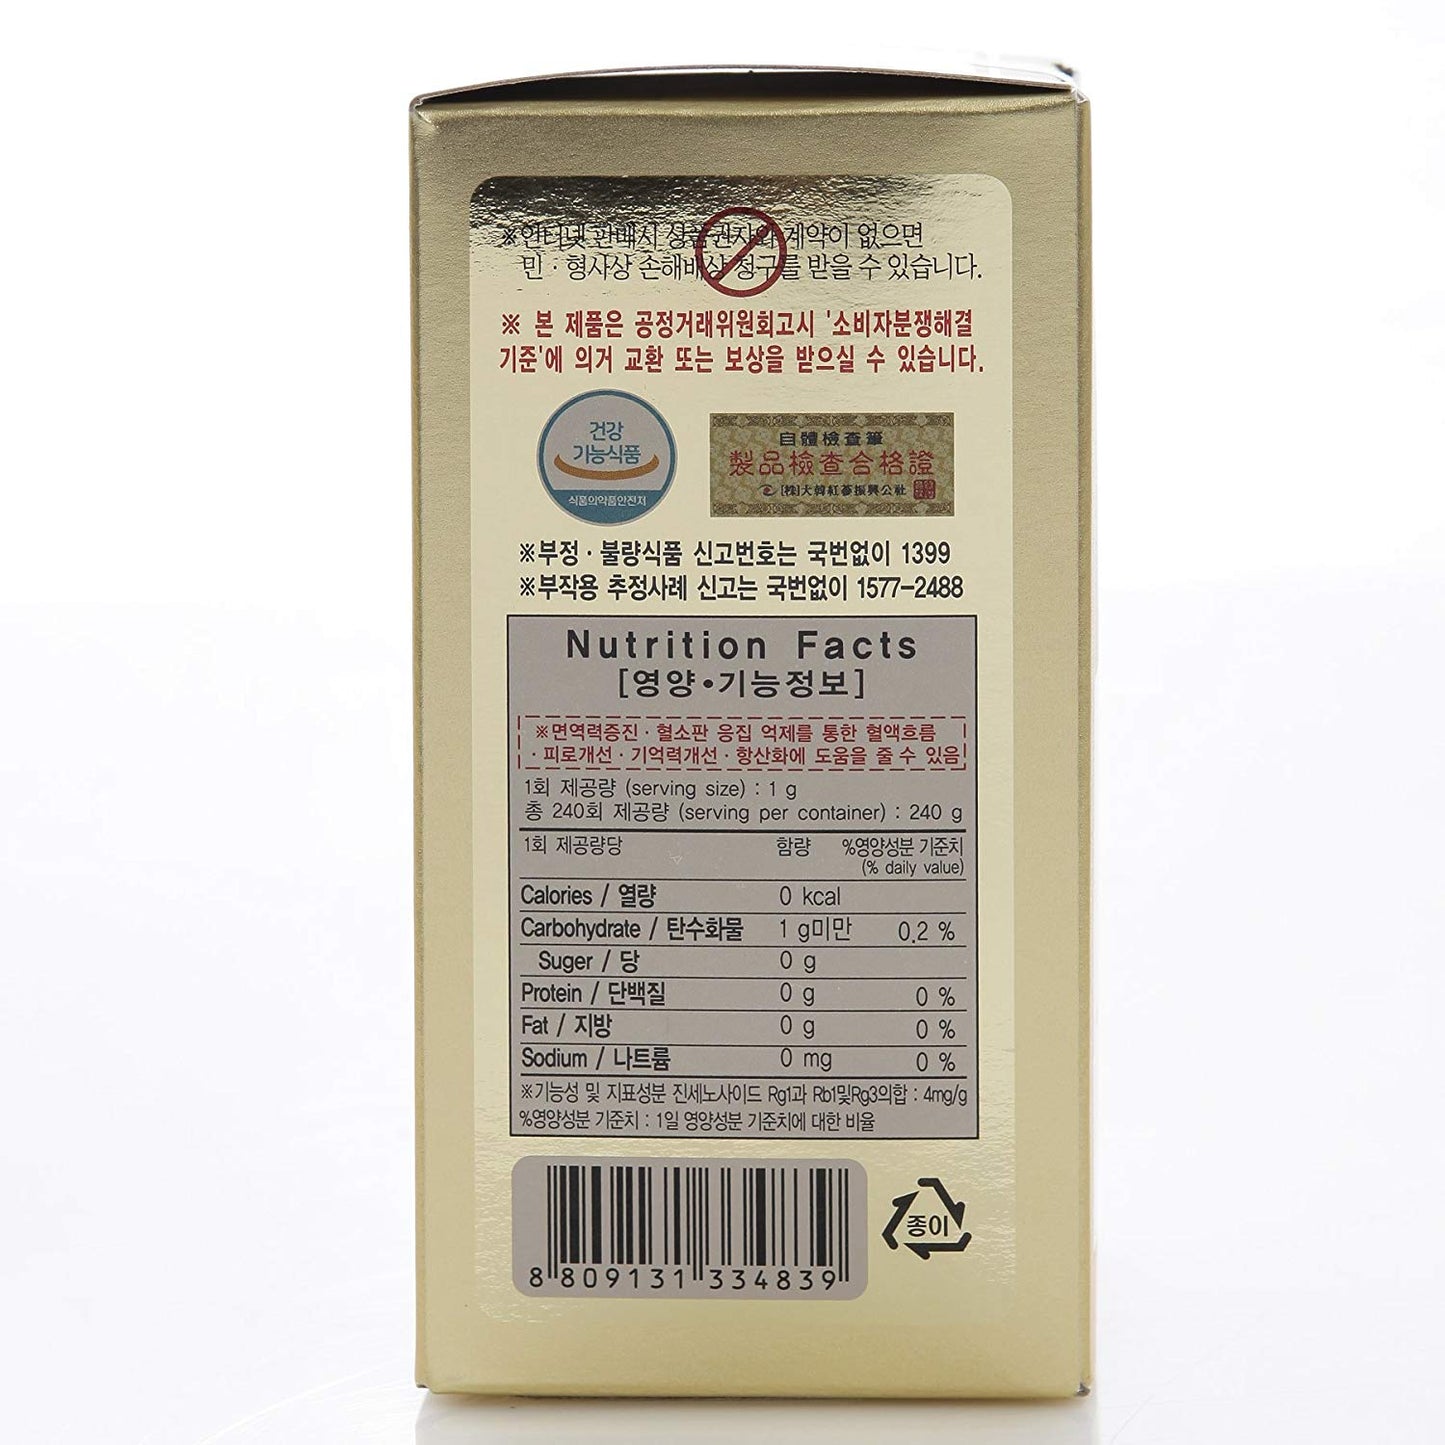 ※인터넷 판매시 상품권자와 계약이 없으면
민·형사상 손해배상 청구를 받을 수 있습니다.
※ 본 제품은 공정거래위원회고시 '소비자분쟁해결
기준'에 의거 교환 또는 보상을 받으실 수 있습니다.
건강
기능식품
식품의약품안전처
自體檢査畢
製品檢查合格證
[株]大韓紅蔘振興公社
※부정·불량식품 신고번호는 국번없이 1399
※부작용 추정사례 신고는 국번없이 1577-2488
Nutrition Facts
[영양•기능정보]
※면역력증진·혈소판 응집 억제를 통한 혈액흐름
·피로개선·기억력개선·항산화에 도움을 줄 수 있음
1회 제공량 (serving size) : 1 g
총 240회 제공량 (serving per container) : 240 g
1회 제공량당 함량 %영양성분 기준치
(% daily value)
Calories / 열량 0 kcal
Carbohydrate / 탄수화물 1 g미만 0.2 %
Suger / 당 0 g
Protein / 단백질 0 g 0 %
Fat / 지방 0 g 0 %
Sodium / 나트륨 0 mg 0 %
※기능성 및 지표성분 진세노사이드 Rg1과 Rb1및Rg3의합 : 4mg/g
%영양성분 기준치 : 1일 영양성분 기준치에 대한 비율
8 809131 334839
종이